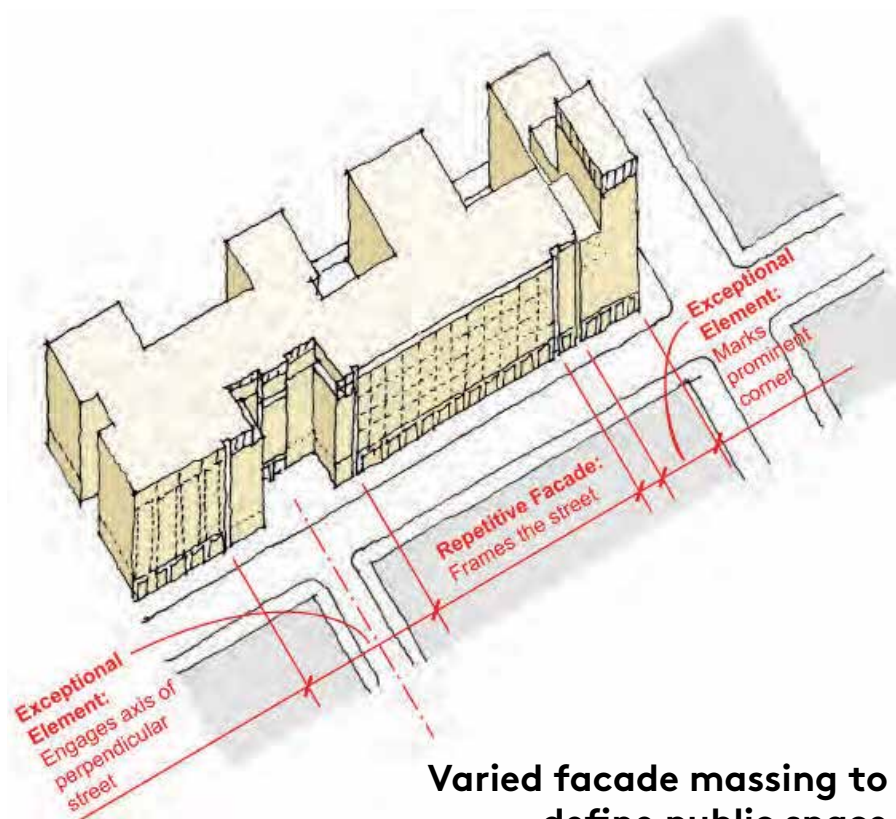 Exceptional
Element:
Marks
prominent
corner
Repetitive Facade:
Frames the street
Exceptional
Element:
Engages axis of
perpendicular
street
Varied facade massing to
define public space